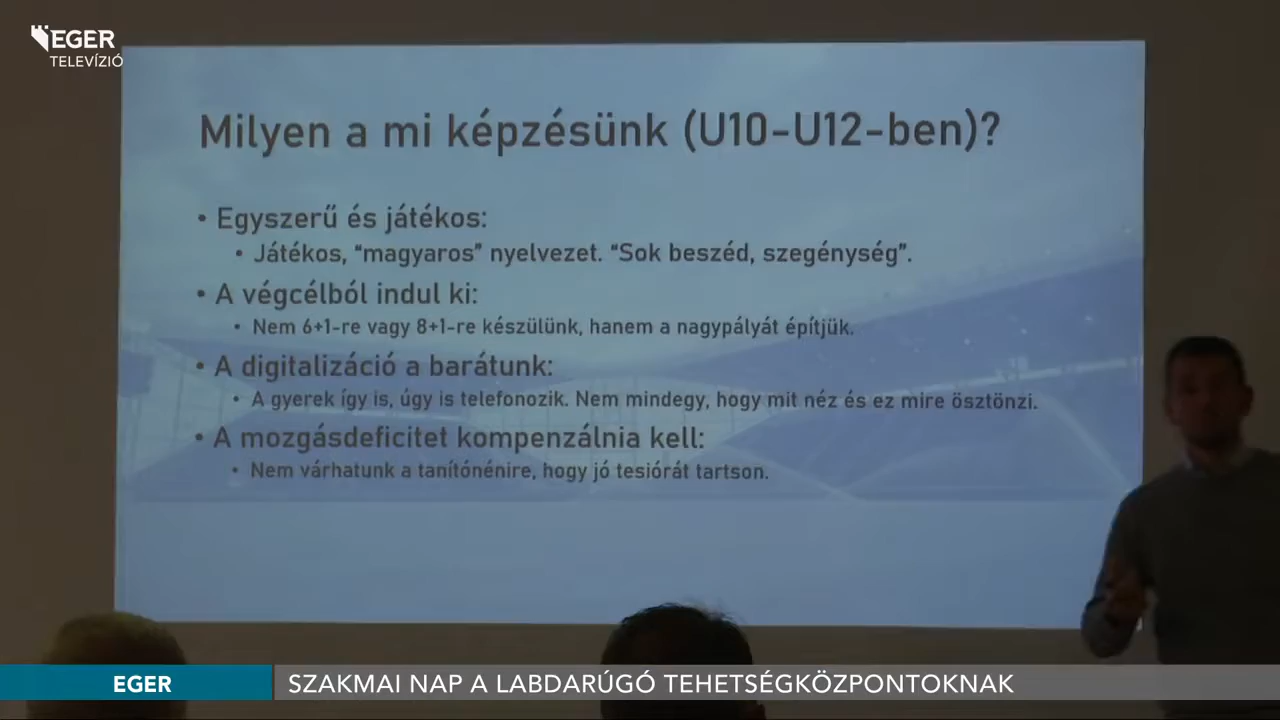 EGER
TELEVÍZIÓ
Milyen a mi képzésünk (U10-U12-ben)?
• Egyszerű és játékos:
• Játékos, “magyaros” nyelvezet. “Sok beszéd, szegénység”.
• A végcélból indul ki:
• Nem 6+1-re vagy 8+1-re készülünk, hanem a nagypályát építjük.
• A digitalizáció a barátunk:
• A gyerek így is, úgy is telefonozik. Nem mindegy, hogy mit néz és ez mire ösztönzi.
• A mozgásdeficitet kompenzálnia kell:
• Nem várhatunk a tanítónénire, hogy jó tesiórát tartson.
EGER
SZAKMAI NAP A LABDARÚGÓ TEHETSÉGKÖZPONTOKNAK